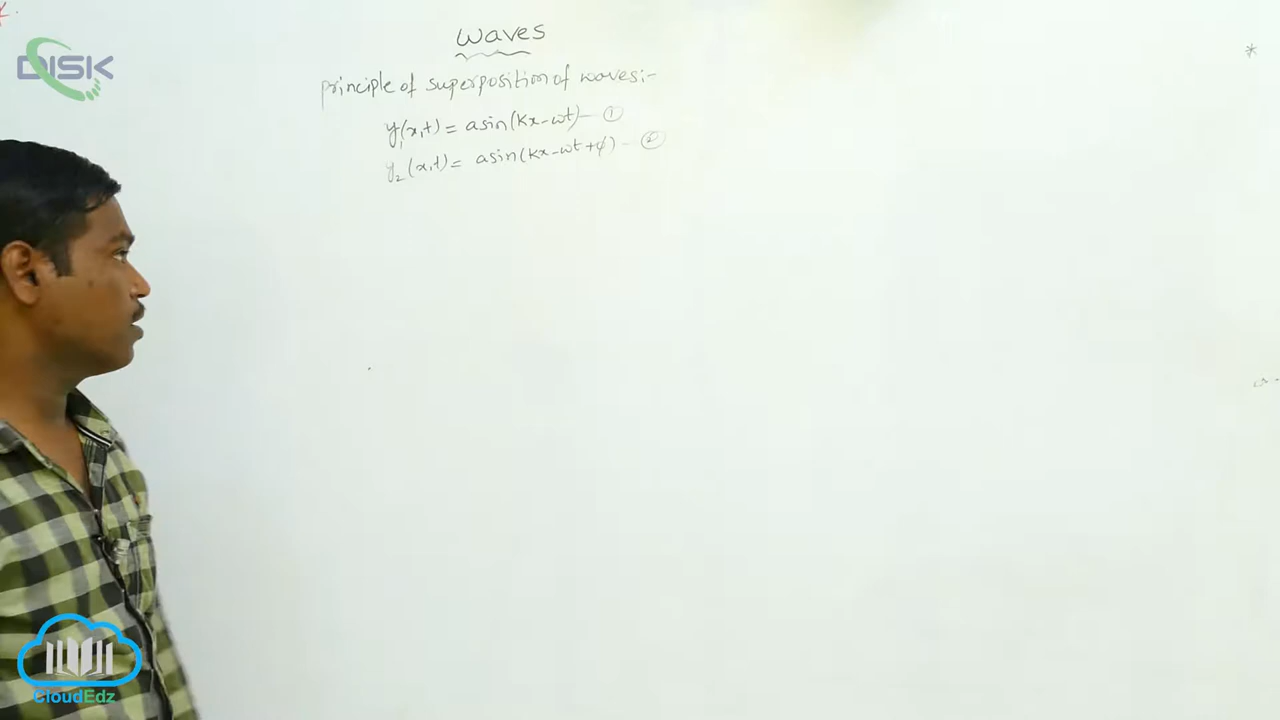 DISK
waves
principle of superposition of waves:-
y₁(x,t) = asin(kx-ωt) - ①
y₂(x,t) = asin(kx-ωt+φ) - ②
*
CloudEdz